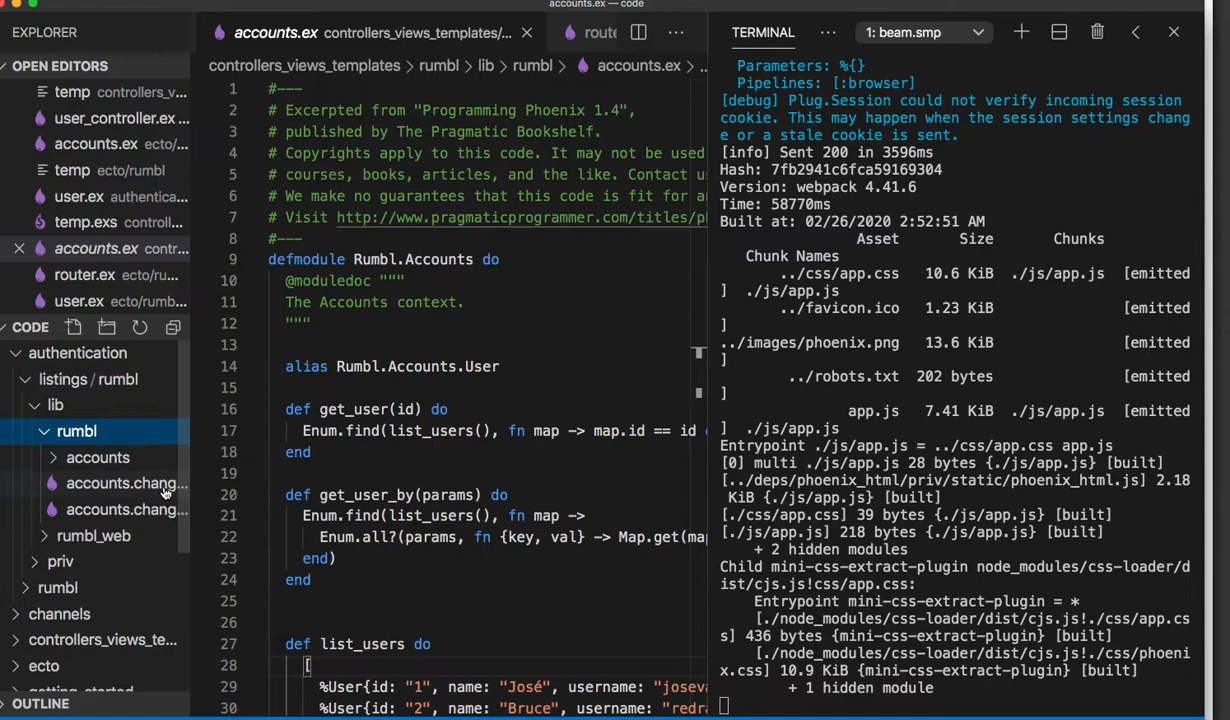 accounts.ex — code
EXPLORER
OPEN EDITORS
temp controllers_v...
user_controller.ex ...
accounts.ex ecto/...
temp ecto/rumbl
user.ex authentica...
temp.exs controll...
accounts.ex contr...
router.ex ecto/ru...
user.ex ecto/rumb...
CODE
authentication
listings / rumbl
lib
rumbl
accounts
accounts.chang...
accounts.chang...
rumbl_web
priv
rumbl
channels
controllers_views_te...
ecto
getting_started
OUTLINE
accounts.ex controllers_views_templates/...
route
controllers_views_templates > rumbl > lib > rumbl > accounts.ex > ..
1 #---
2 # Excerpted from "Programming Phoenix 1.4",
3 # published by The Pragmatic Bookshelf.
4 # Copyrights apply to this code. It may not be used
5 # courses, books, articles, and the like. Contact u
6 # We make no guarantees that this code is fit for a
7 # Visit http://www.pragmaticprogrammer.com/titles/p
8 #---
9 defmodule Rumbl.Accounts do
10 @moduledoc """
11 The Accounts context.
12 """
13
14 alias Rumbl.Accounts.User
15
16 def get_user(id) do
17 Enum.find(list_users(), fn map -> map.id == id
18 end
19
20 def get_user_by(params) do
21 Enum.find(list_users(), fn map ->
22 Enum.all?(params, fn {key, val} -> Map.get(ma
23 end)
24 end
25
26
27 def list_users do
28 [
29 %User{id: "1", name: "José", username: "joseva
30 %User{id: "2", name: "Bruce", username: "redra
TERMINAL ... 1: beam.smp
Parameters: %{}
Pipelines: [:browser]
[debug] Plug.Session could not verify incoming session
cookie. This may happen when the session settings chang
e or a stale cookie is sent.
[info] Sent 200 in 3596ms
Hash: 7fb2941c6fca59169304
Version: webpack 4.41.6
Time: 58770ms
Built at: 02/26/2020 2:52:51 AM
Asset Size Chunks
Chunk Names
../css/app.css 10.6 KiB ./js/app.js [emitted
] ./js/app.js
../favicon.ico 1.23 KiB [emitted
]
../images/phoenix.png 13.6 KiB [emitted
]
../robots.txt 202 bytes [emitted
]
app.js 7.41 KiB ./js/app.js [emitted
] ./js/app.js
Entrypoint ./js/app.js = ../css/app.css app.js
[0] multi ./js/app.js 28 bytes {./js/app.js} [built]
[../deps/phoenix_html/priv/static/phoenix_html.js] 2.18
KiB {./js/app.js} [built]
[./css/app.css] 39 bytes {./js/app.js} [built]
[./js/app.js] 218 bytes {./js/app.js} [built]
+ 2 hidden modules
Child mini-css-extract-plugin node_modules/css-loader/d
ist/cjs.js!css/app.css:
Entrypoint mini-css-extract-plugin = *
[./node_modules/css-loader/dist/cjs.js!./css/app.cs
s] 436 bytes {mini-css-extract-plugin} [built]
[./node_modules/css-loader/dist/cjs.js!./css/phoeni
x.css] 10.9 KiB {mini-css-extract-plugin} [built]
+ 1 hidden module